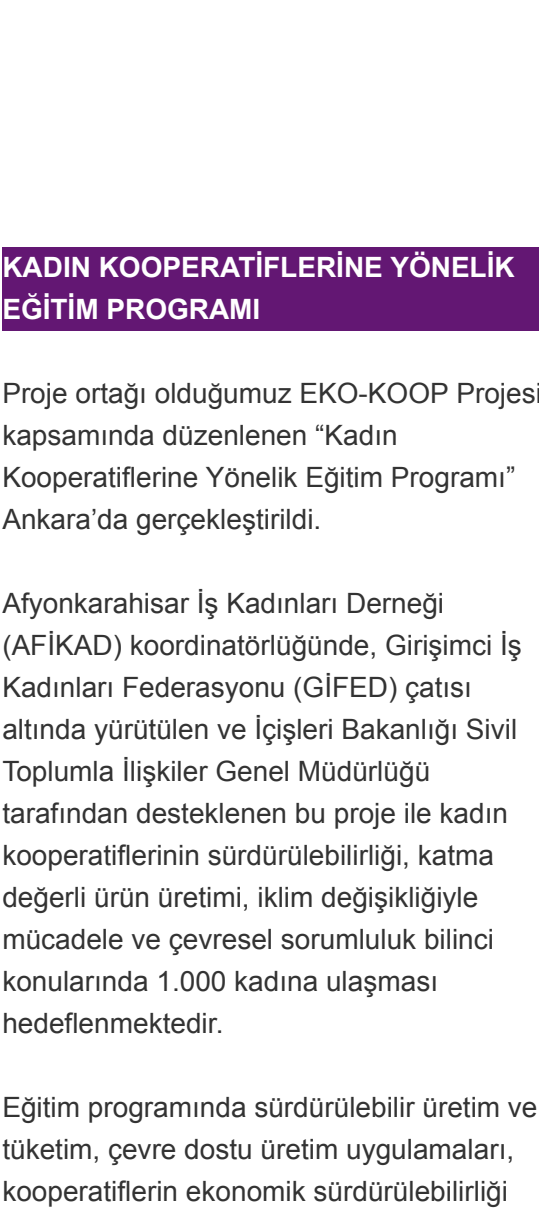 KADIN KOOPERATİFLERİNE YÖNELİK
EĞİTİM PROGRAMI
Proje ortağı olduğumuz EKO-KOOP Projesi
kapsamında düzenlenen “Kadın
Kooperatiflerine Yönelik Eğitim Programı”
Ankara’da gerçekleştirildi.
Afyonkarahisar İş Kadınları Derneği
(AFİKAD) koordinatörlüğünde, Girişimci İş
Kadınları Federasyonu (GİFED) çatısı
altında yürütülen ve İçişleri Bakanlığı Sivil
Toplumla İlişkiler Genel Müdürlüğü
tarafından desteklenen bu proje ile kadın
kooperatiflerinin sürdürülebilirliği, katma
değerli ürün üretimi, iklim değişikliğiyle
mücadele ve çevresel sorumluluk bilinci
konularında 1.000 kadına ulaşması
hedeflenmektedir.
Eğitim programında sürdürülebilir üretim ve
tüketim, çevre dostu üretim uygulamaları,
kooperatiflerin ekonomik sürdürülebilirliği